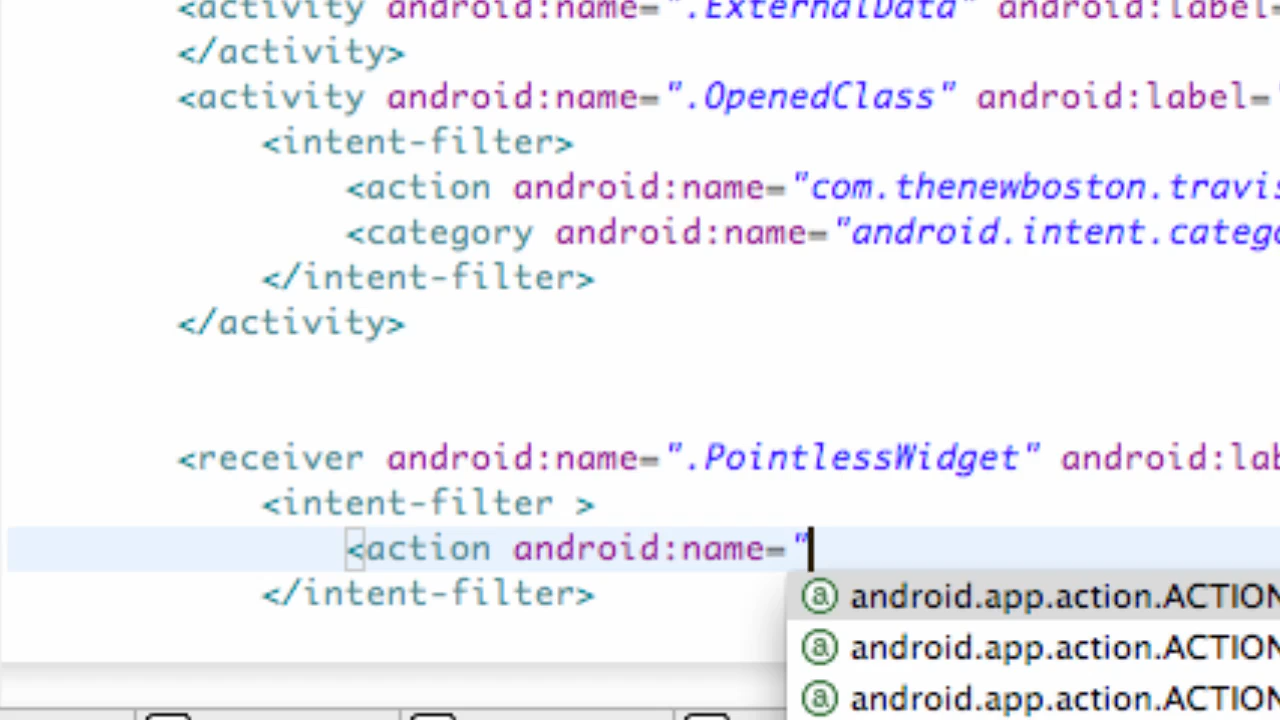 <activity android:name=".ExternalData" android:label=
</activity>
<activity android:name=".OpenedClass" android:label="
<intent-filter>
<action android:name="com.thenewboston.travis
<category android:name="android.intent.catego
</intent-filter>
</activity>
<receiver android:name=".PointlessWidget" android:lab
<intent-filter >
<action android:name="
</intent-filter>
android.app.action.ACTION
android.app.action.ACTION
android.app.action.ACTION